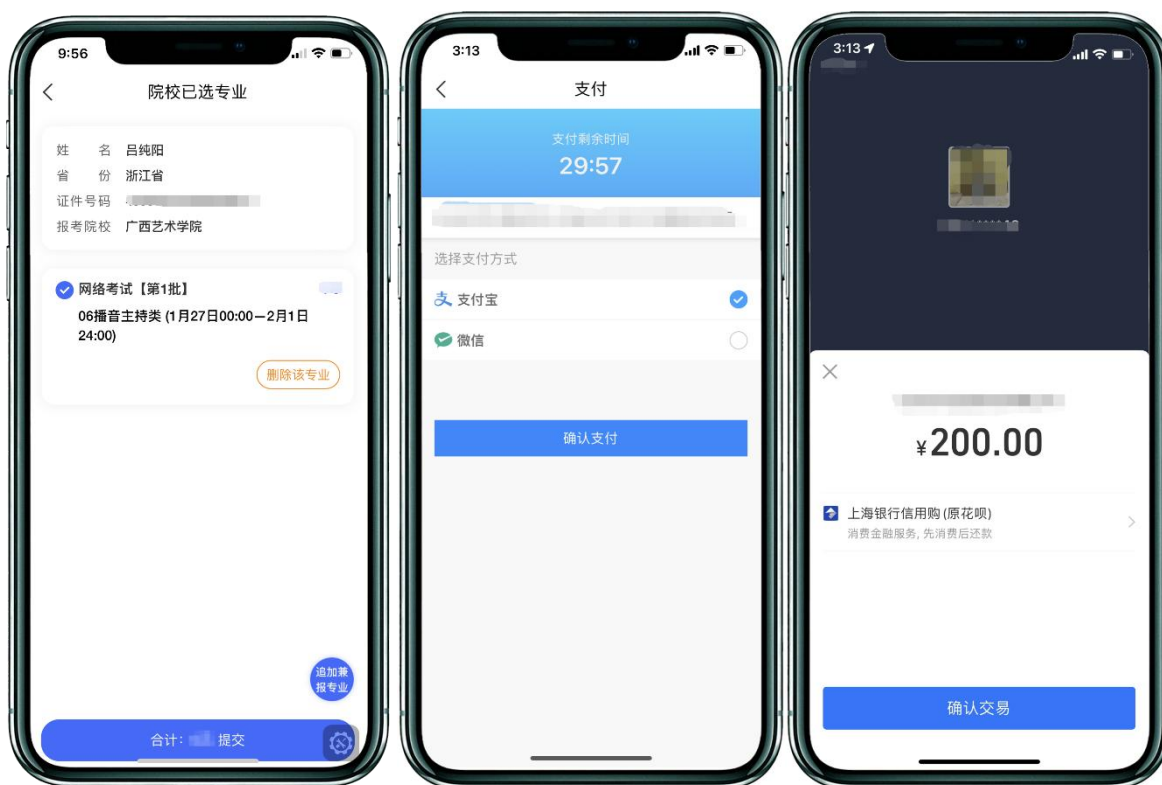 9:56
院校已选专业
姓 名 吕纯阳
省 份 浙江省
证件号码
报考院校 广西艺术学院
网络考试【第1批】
06播音主持类 (1月27日00:00—2月1日
24:00)
删除该专业
追加兼
报专业
合计: 提交
3:13
支付
支付剩余时间
29:57
选择支付方式
支付宝
微信
确认支付
3:13
¥200.00
上海银行信用购(原花呗)
消费金融服务, 先消费后还款
确认交易